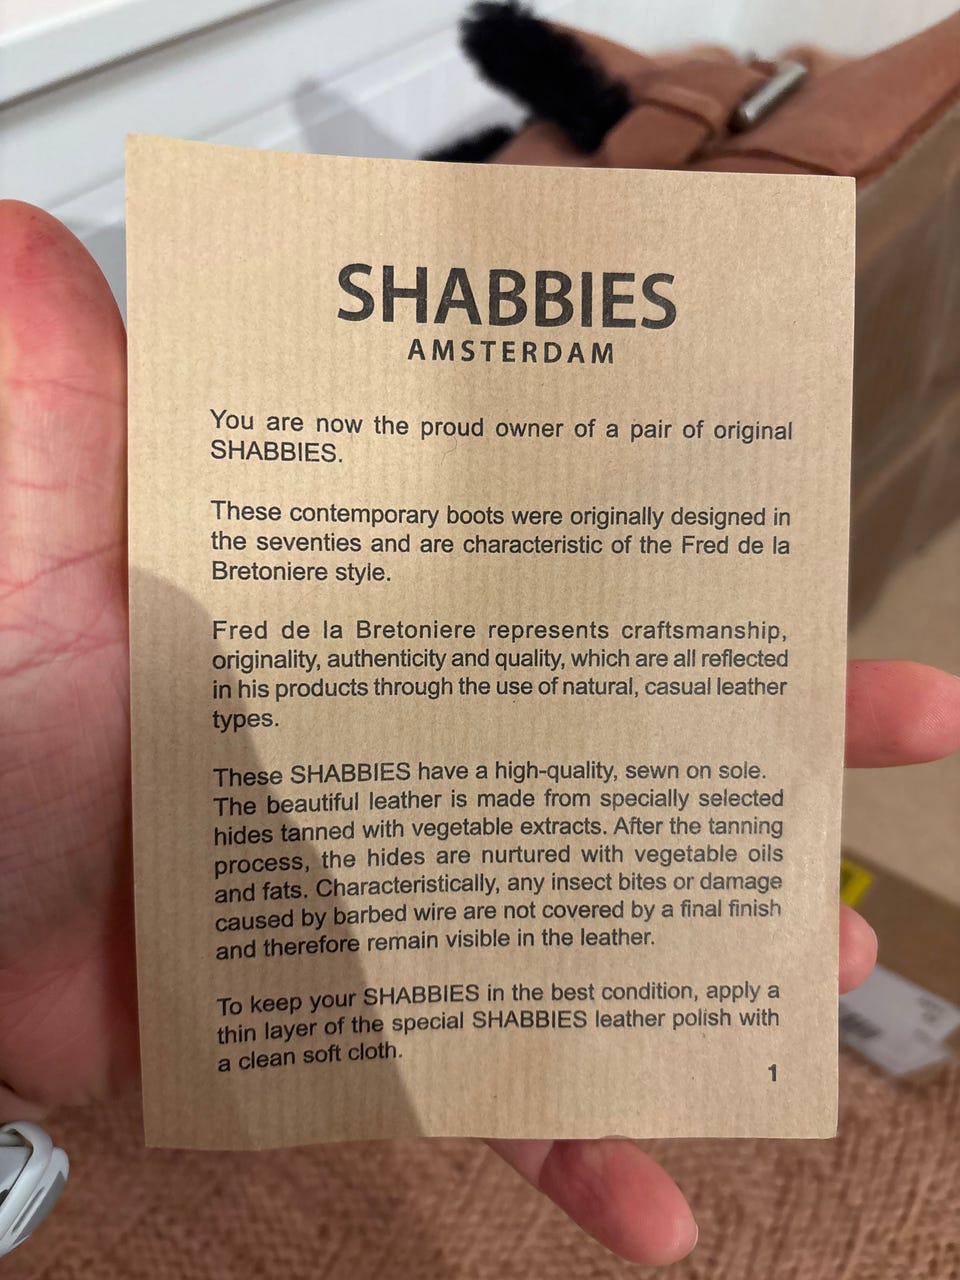 SHABBIES
AMSTERDAM
You are now the proud owner of a pair of original
SHABBIES.
These contemporary boots were originally designed in
the seventies and are characteristic of the Fred de la
Bretoniere style.
Fred de la Bretoniere represents craftsmanship,
originality, authenticity and quality, which are all reflected
in his products through the use of natural, casual leather
types.
These SHABBIES have a high-quality, sewn on sole.
The beautiful leather is made from specially selected
hides tanned with vegetable extracts. After the tanning
process, the hides are nurtured with vegetable oils
and fats. Characteristically, any insect bites or damage
caused by barbed wire are not covered by a final finish
and therefore remain visible in the leather.
To keep your SHABBIES in the best condition, apply a
thin layer of the special SHABBIES leather polish with
a clean soft cloth.
1